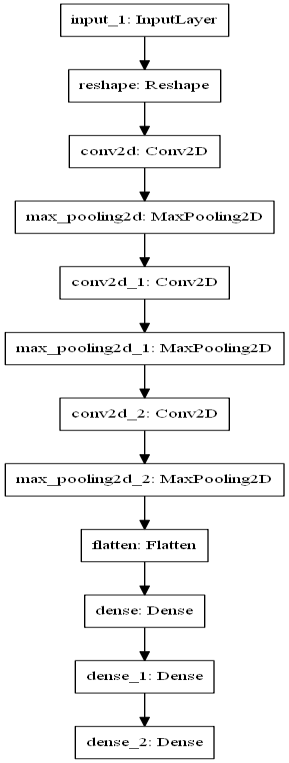 input_1: InputLayer
reshape: Reshape
conv2d: Conv2D
max_pooling2d: MaxPooling2D
conv2d_1: Conv2D
max_pooling2d_1: MaxPooling2D
conv2d_2: Conv2D
max_pooling2d_2: MaxPooling2D
flatten: Flatten
dense: Dense
dense_1: Dense
dense_2: Dense